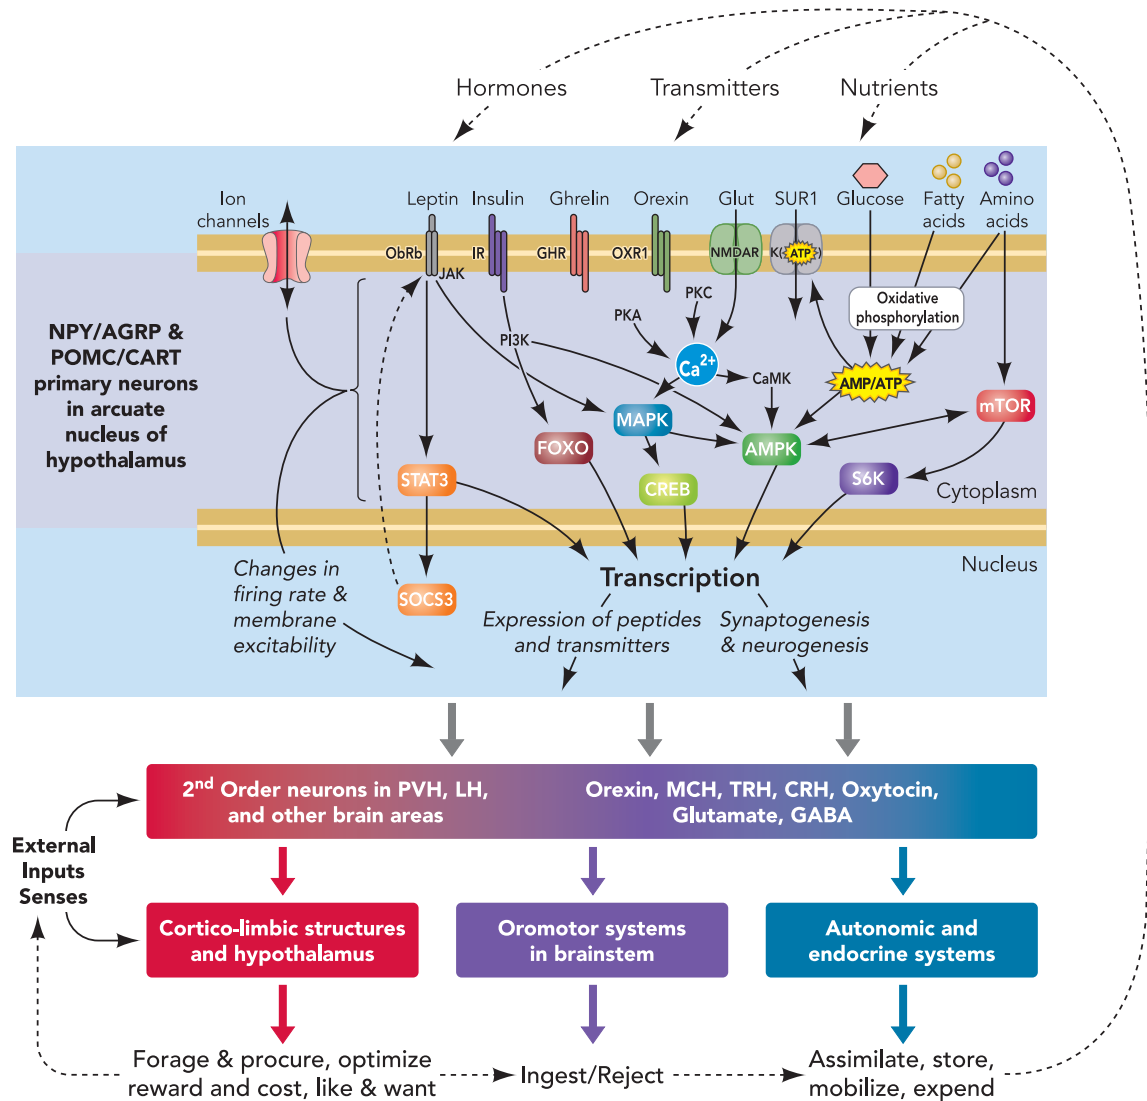 Hormones
Transmitters
Nutrients
Ion
channels
Leptin
Insulin
Ghrelin
Orexin
Glut
SUR1
Glucose
Fatty
acids
Amino
acids
ObRb
JAK
IR
GHR
OXR1
NMDAR
K(ATP)
NPY/AGRP &
POMC/CART
primary neurons
in arcuate
nucleus of
hypothalamus
PKC
PKA
PI3K
Ca2+
CaMK
Oxidative
phosphorylation
AMP/ATP
MAPK
mTOR
FOXO
AMPK
STAT3
CREB
S6K
Cytoplasm
Nucleus
SOCS3
Transcription
Changes in
firing rate &
membrane
excitability
Expression of peptides
and transmitters
Synaptogenesis
& neurogenesis
2nd Order neurons in PVH, LH,
and other brain areas
Orexin, MCH, TRH, CRH, Oxytocin,
Glutamate, GABA
External
Inputs
Senses
Cortico-limbic structures
and hypothalamus
Oromotor systems
in brainstem
Autonomic and
endocrine systems
Forage & procure, optimize
reward and cost, like & want
Ingest/Reject
Assimilate, store,
mobilize, expend